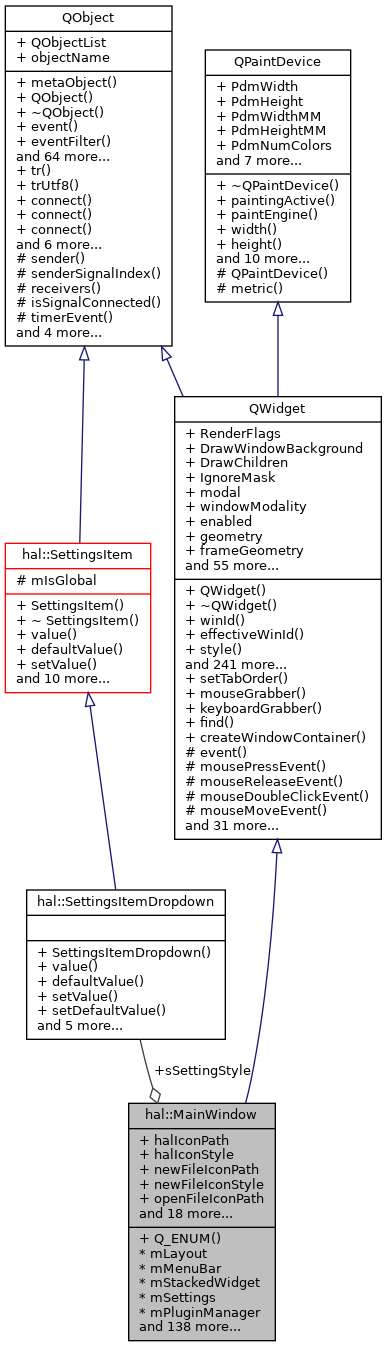 QObject
+ QObjectList
+ objectName
+ metaObject()
+ QObject()
+ ~QObject()
+ event()
+ eventFilter()
and 64 more...
+ tr()
+ trUtf8()
+ connect()
+ connect()
+ connect()
and 6 more...
# sender()
# senderSignalIndex()
# receivers()
# isSignalConnected()
# timerEvent()
and 4 more...
QPaintDevice
+ PdmWidth
+ PdmHeight
+ PdmWidthMM
+ PdmHeightMM
+ PdmNumColors
and 7 more...
+ ~QPaintDevice()
+ paintingActive()
+ paintEngine()
+ width()
+ height()
and 10 more...
# QPaintDevice()
# metric()
QWidget
+ RenderFlags
+ DrawWindowBackground
+ DrawChildren
+ IgnoreMask
+ modal
+ windowModality
+ enabled
+ geometry
+ frameGeometry
and 55 more...
+ QWidget()
+ ~QWidget()
+ winId()
+ effectiveWinId()
+ style()
and 241 more...
+ setTabOrder()
+ mouseGrabber()
+ keyboardGrabber()
+ find()
+ createWindowContainer()
# event()
# mousePressEvent()
# mouseReleaseEvent()
# mouseDoubleClickEvent()
# mouseMoveEvent()
and 31 more...
hal::SettingsItem
# mIsGlobal
+ SettingsItem()
+ ~ SettingsItem()
+ value()
+ defaultValue()
+ setValue()
and 10 more...
hal::SettingsItemDropdown
+ SettingsItemDropdown()
+ value()
+ defaultValue()
+ setValue()
+ setDefaultValue()
and 5 more...
+sSettingStyle
hal::MainWindow
+ halIconPath
+ halIconStyle
+ newFileIconPath
+ newFileIconStyle
+ openFileIconPath
and 18 more...
+ Q_ENUM()
* mLayout
* mMenuBar
* mStackedWidget
* mSettings
* mPluginManager
and 138 more...